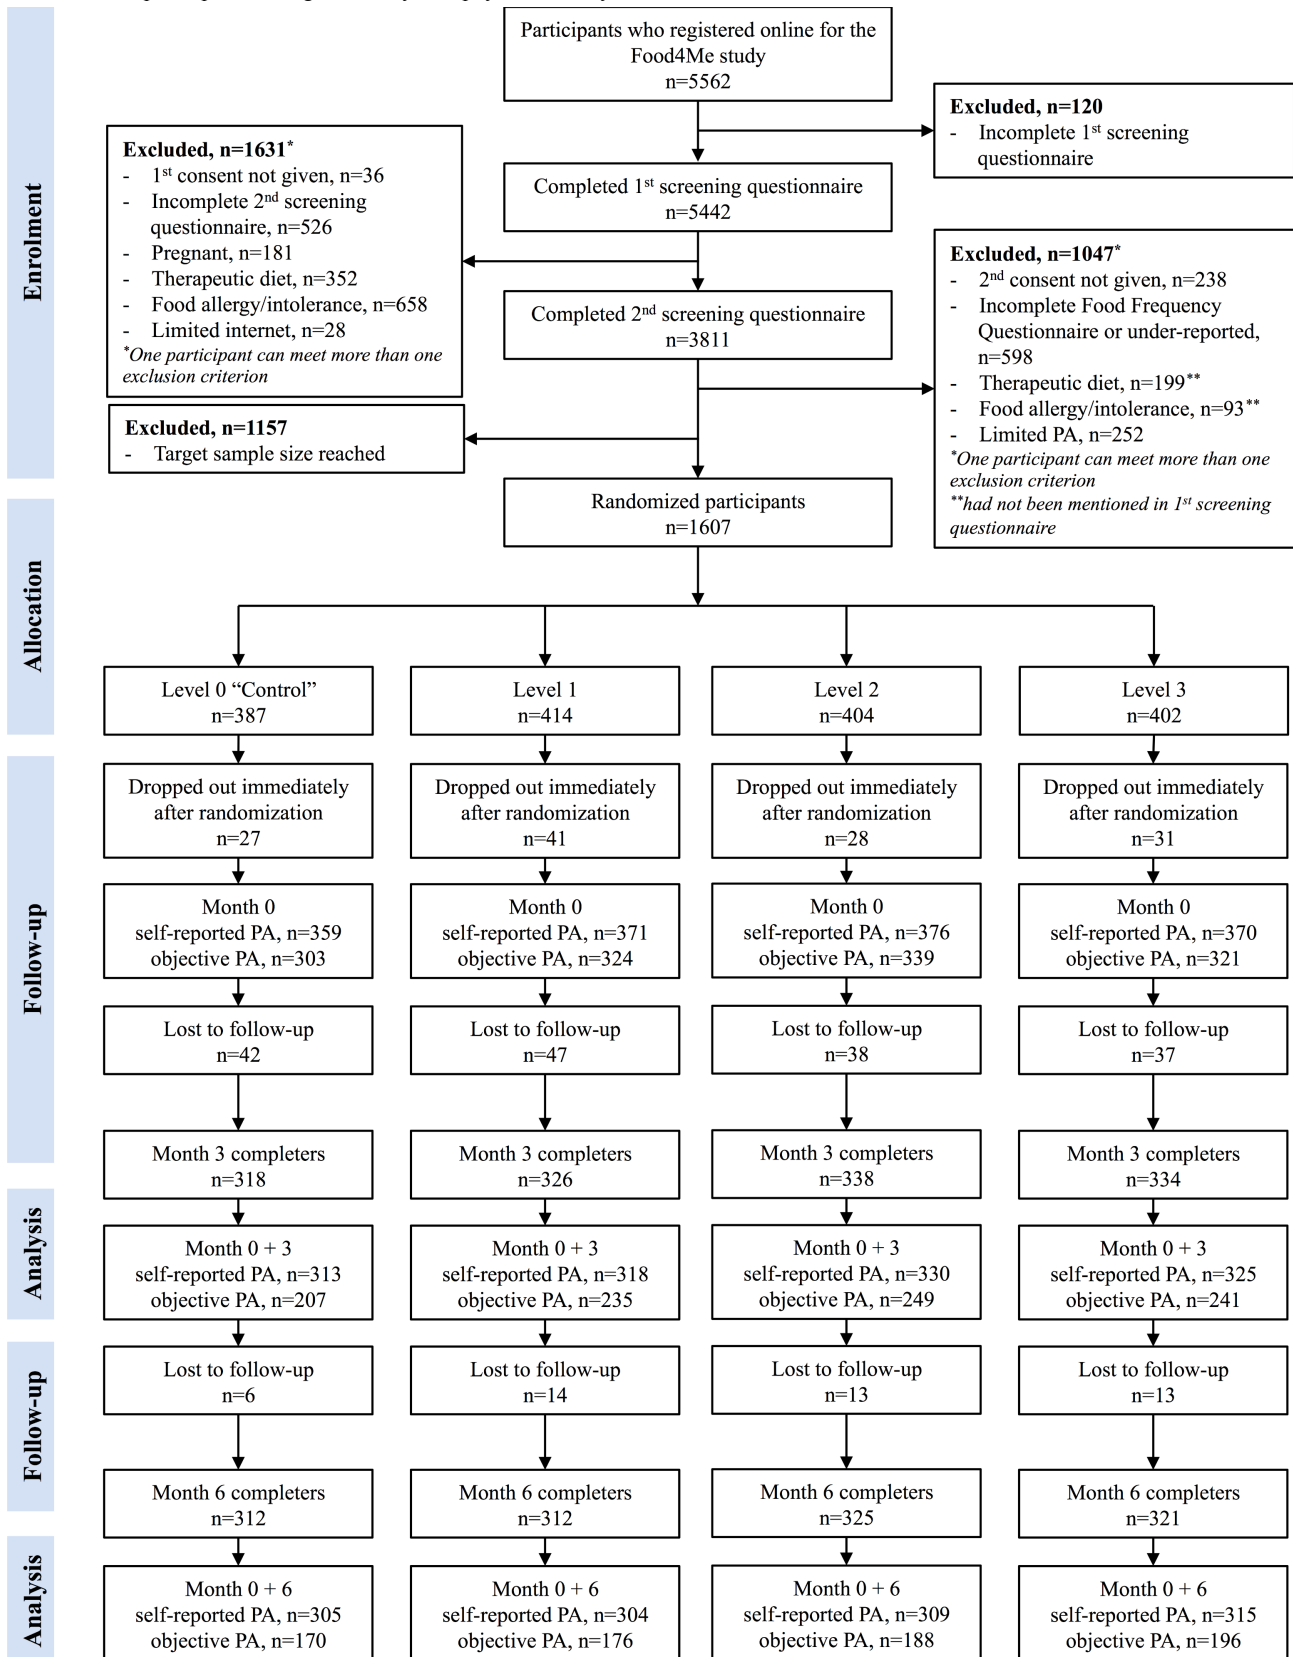 Participants who registered online for the
Food4Me study
n=5562
Excluded, n=120
- Incomplete 1st screening
questionnaire
Excluded, n=1631*
- 1st consent not given, n=36
- Incomplete 2nd screening
questionnaire, n=526
- Pregnant, n=181
- Therapeutic diet, n=352
- Food allergy/intolerance, n=658
- Limited internet, n=28
*One participant can meet more than one
exclusion criterion
Completed 1st screening questionnaire
n=5442
Excluded, n=1047*
- 2nd consent not given, n=238
- Incomplete Food Frequency
Questionnaire or under-reported,
n=598
- Therapeutic diet, n=199**
- Food allergy/intolerance, n=93**
- Limited PA, n=252
*One participant can meet more than one
exclusion criterion
**had not been mentioned in 1st screening
questionnaire
Completed 2nd screening questionnaire
n=3811
Excluded, n=1157
- Target sample size reached
Randomized participants
n=1607
Enrolment
Allocation
Level 0 “Control”
n=387
Level 1
n=414
Level 2
n=404
Level 3
n=402
Follow-up
Dropped out immediately
after randomization
n=27
Dropped out immediately
after randomization
n=41
Dropped out immediately
after randomization
n=28
Dropped out immediately
after randomization
n=31
Month 0
self-reported PA, n=359
objective PA, n=303
Month 0
self-reported PA, n=371
objective PA, n=324
Month 0
self-reported PA, n=376
objective PA, n=339
Month 0
self-reported PA, n=370
objective PA, n=321
Lost to follow-up
n=42
Lost to follow-up
n=47
Lost to follow-up
n=38
Lost to follow-up
n=37
Month 3 completers
n=318
Month 3 completers
n=326
Month 3 completers
n=338
Month 3 completers
n=334
Analysis
Month 0 + 3
self-reported PA, n=313
objective PA, n=207
Month 0 + 3
self-reported PA, n=318
objective PA, n=235
Month 0 + 3
self-reported PA, n=330
objective PA, n=249
Month 0 + 3
self-reported PA, n=325
objective PA, n=241
Follow-up
Lost to follow-up
n=6
Lost to follow-up
n=14
Lost to follow-up
n=13
Lost to follow-up
n=13
Month 6 completers
n=312
Month 6 completers
n=312
Month 6 completers
n=325
Month 6 completers
n=321
Analysis
Month 0 + 6
self-reported PA, n=305
objective PA, n=170
Month 0 + 6
self-reported PA, n=304
objective PA, n=176
Month 0 + 6
self-reported PA, n=309
objective PA, n=188
Month 0 + 6
self-reported PA, n=315
objective PA, n=196